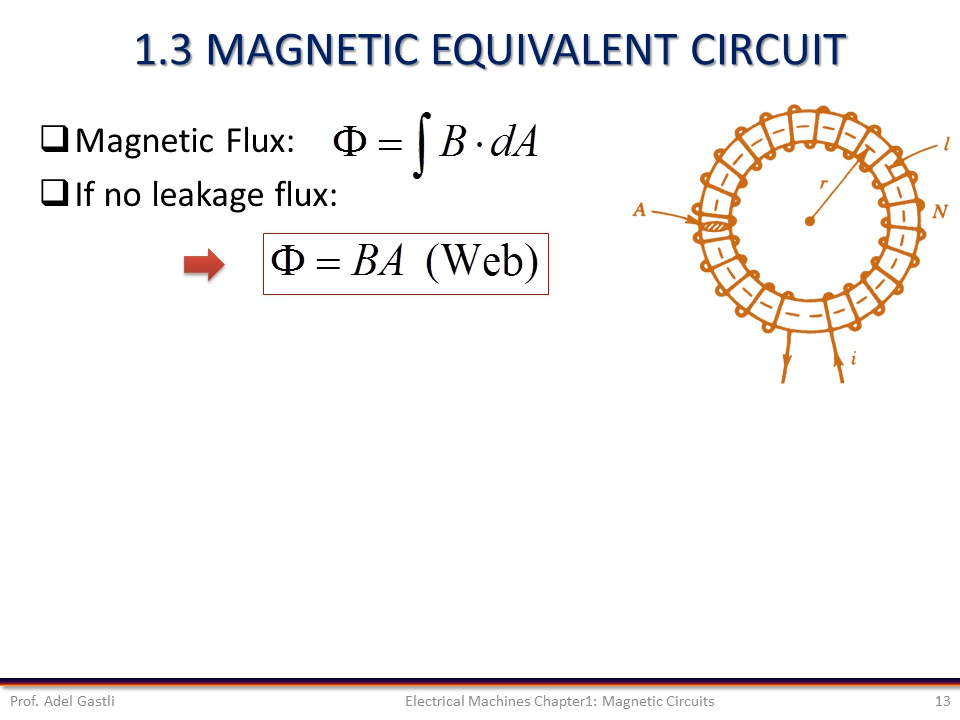 1.3 MAGNETIC EQUIVALENT CIRCUIT
❑Magnetic Flux: Φ = ∫ B · dA
❑If no leakage flux:
Φ = BA (Web)
l
r
A
N
i
Prof. Adel Gastli Electrical Machines Chapter1: Magnetic Circuits 13